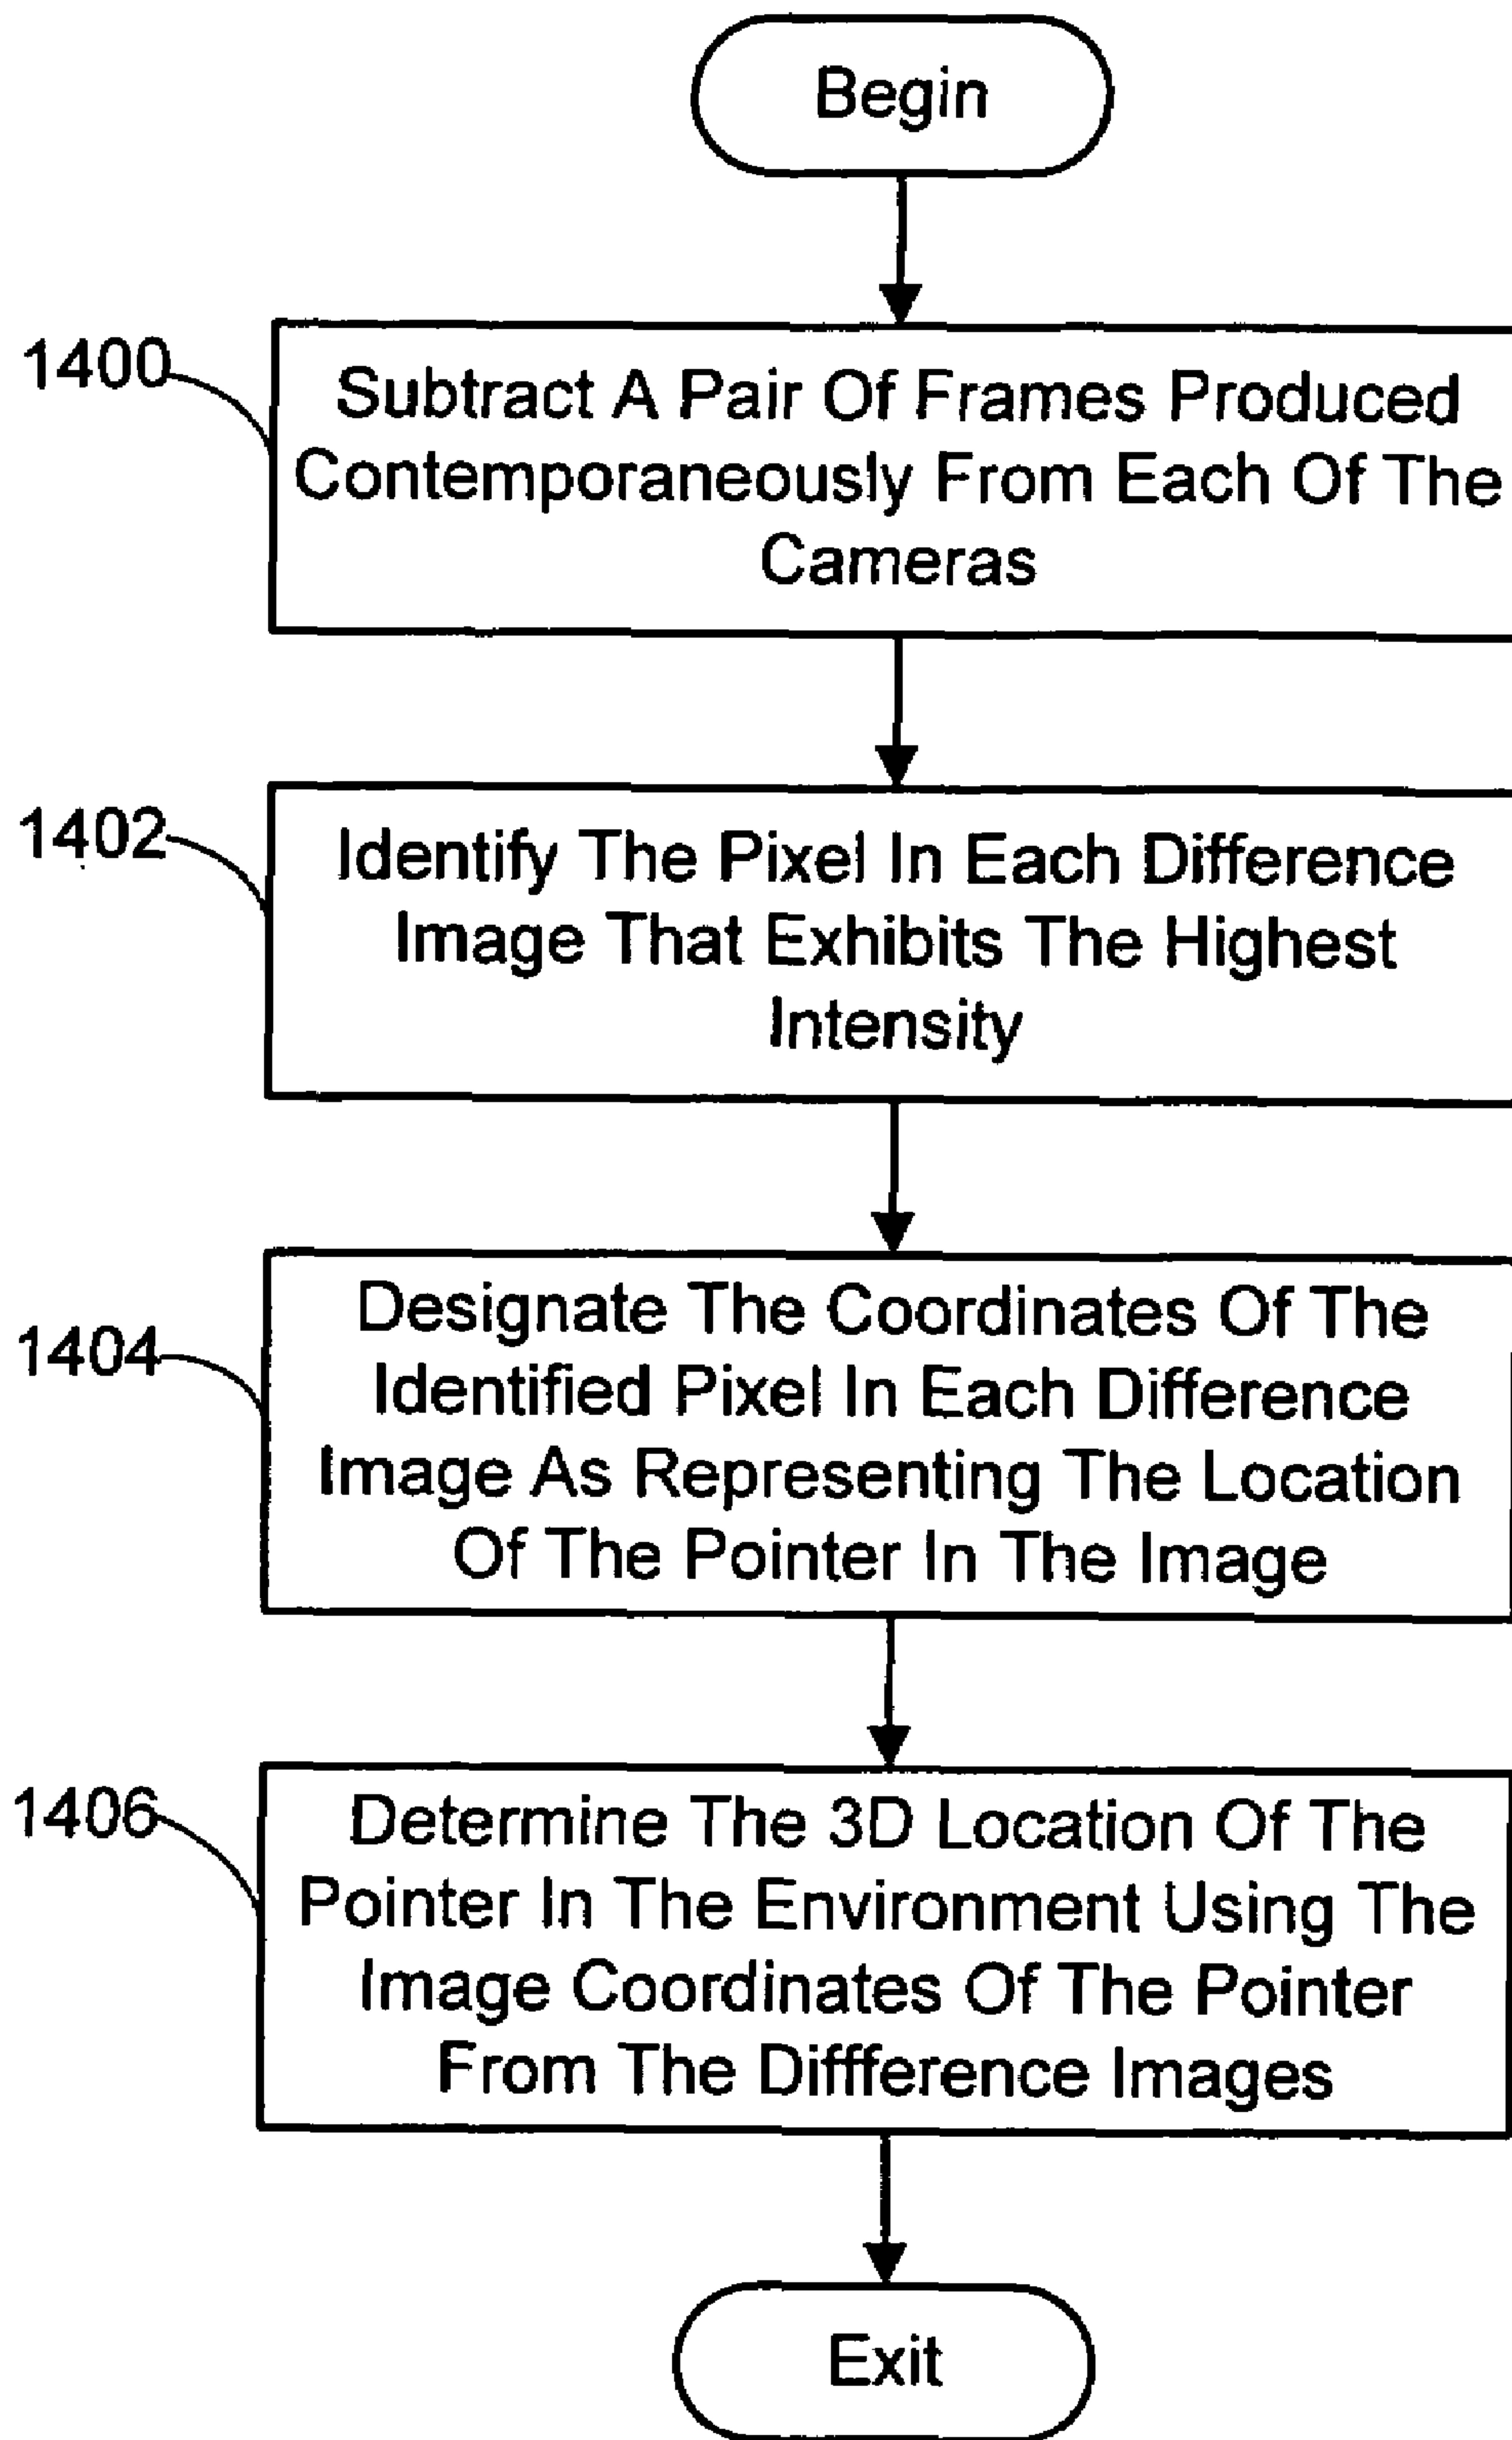 Begin
1400
Subtract A Pair Of Frames Produced
Contemporaneously From Each Of The
Cameras
1402
Identify The Pixel In Each Difference
Image That Exhibits The Highest
Intensity
1404
Designate The Coordinates Of The
Identified Pixel In Each Difference
Image As Representing The Location
Of The Pointer In The Image
1406
Determine The 3D Location Of The
Pointer In The Environment Using The
Image Coordinates Of The Pointer
From The Diffference Images
Exit